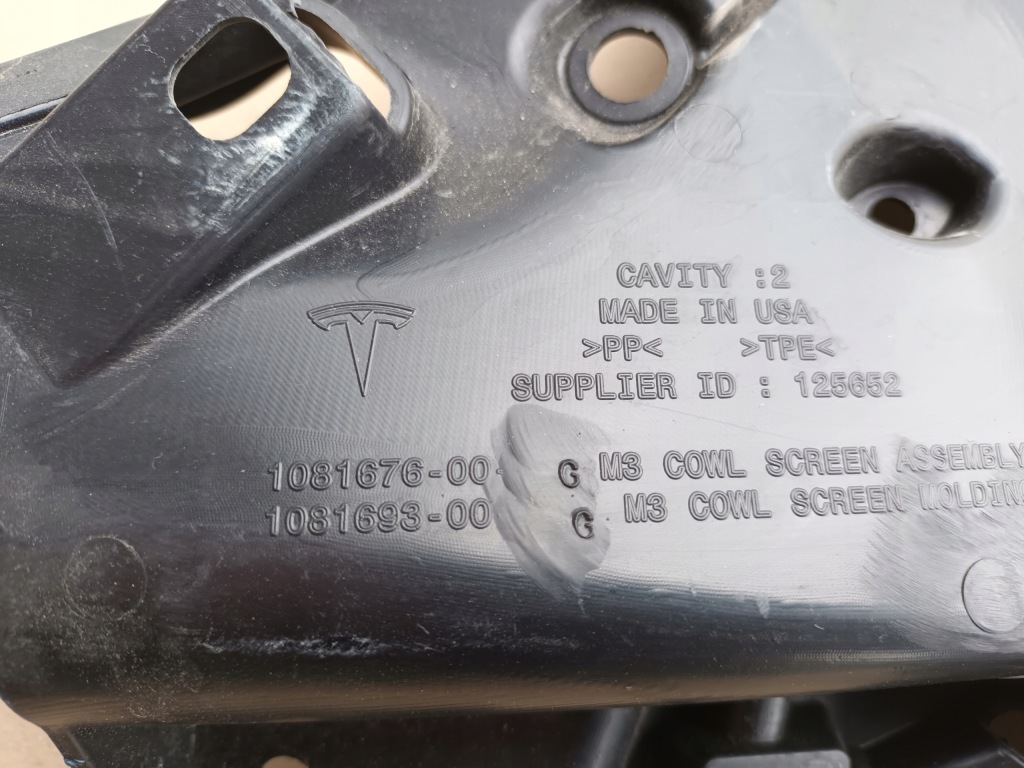 CAVITY :2
MADE IN USA
>PP< >TPE<
SUPPLIER ID : 125652
1081676-00- G M3 COWL SCREEN ASSEMBLY
1081693-00 G M3 COWL SCREEN MOLDING